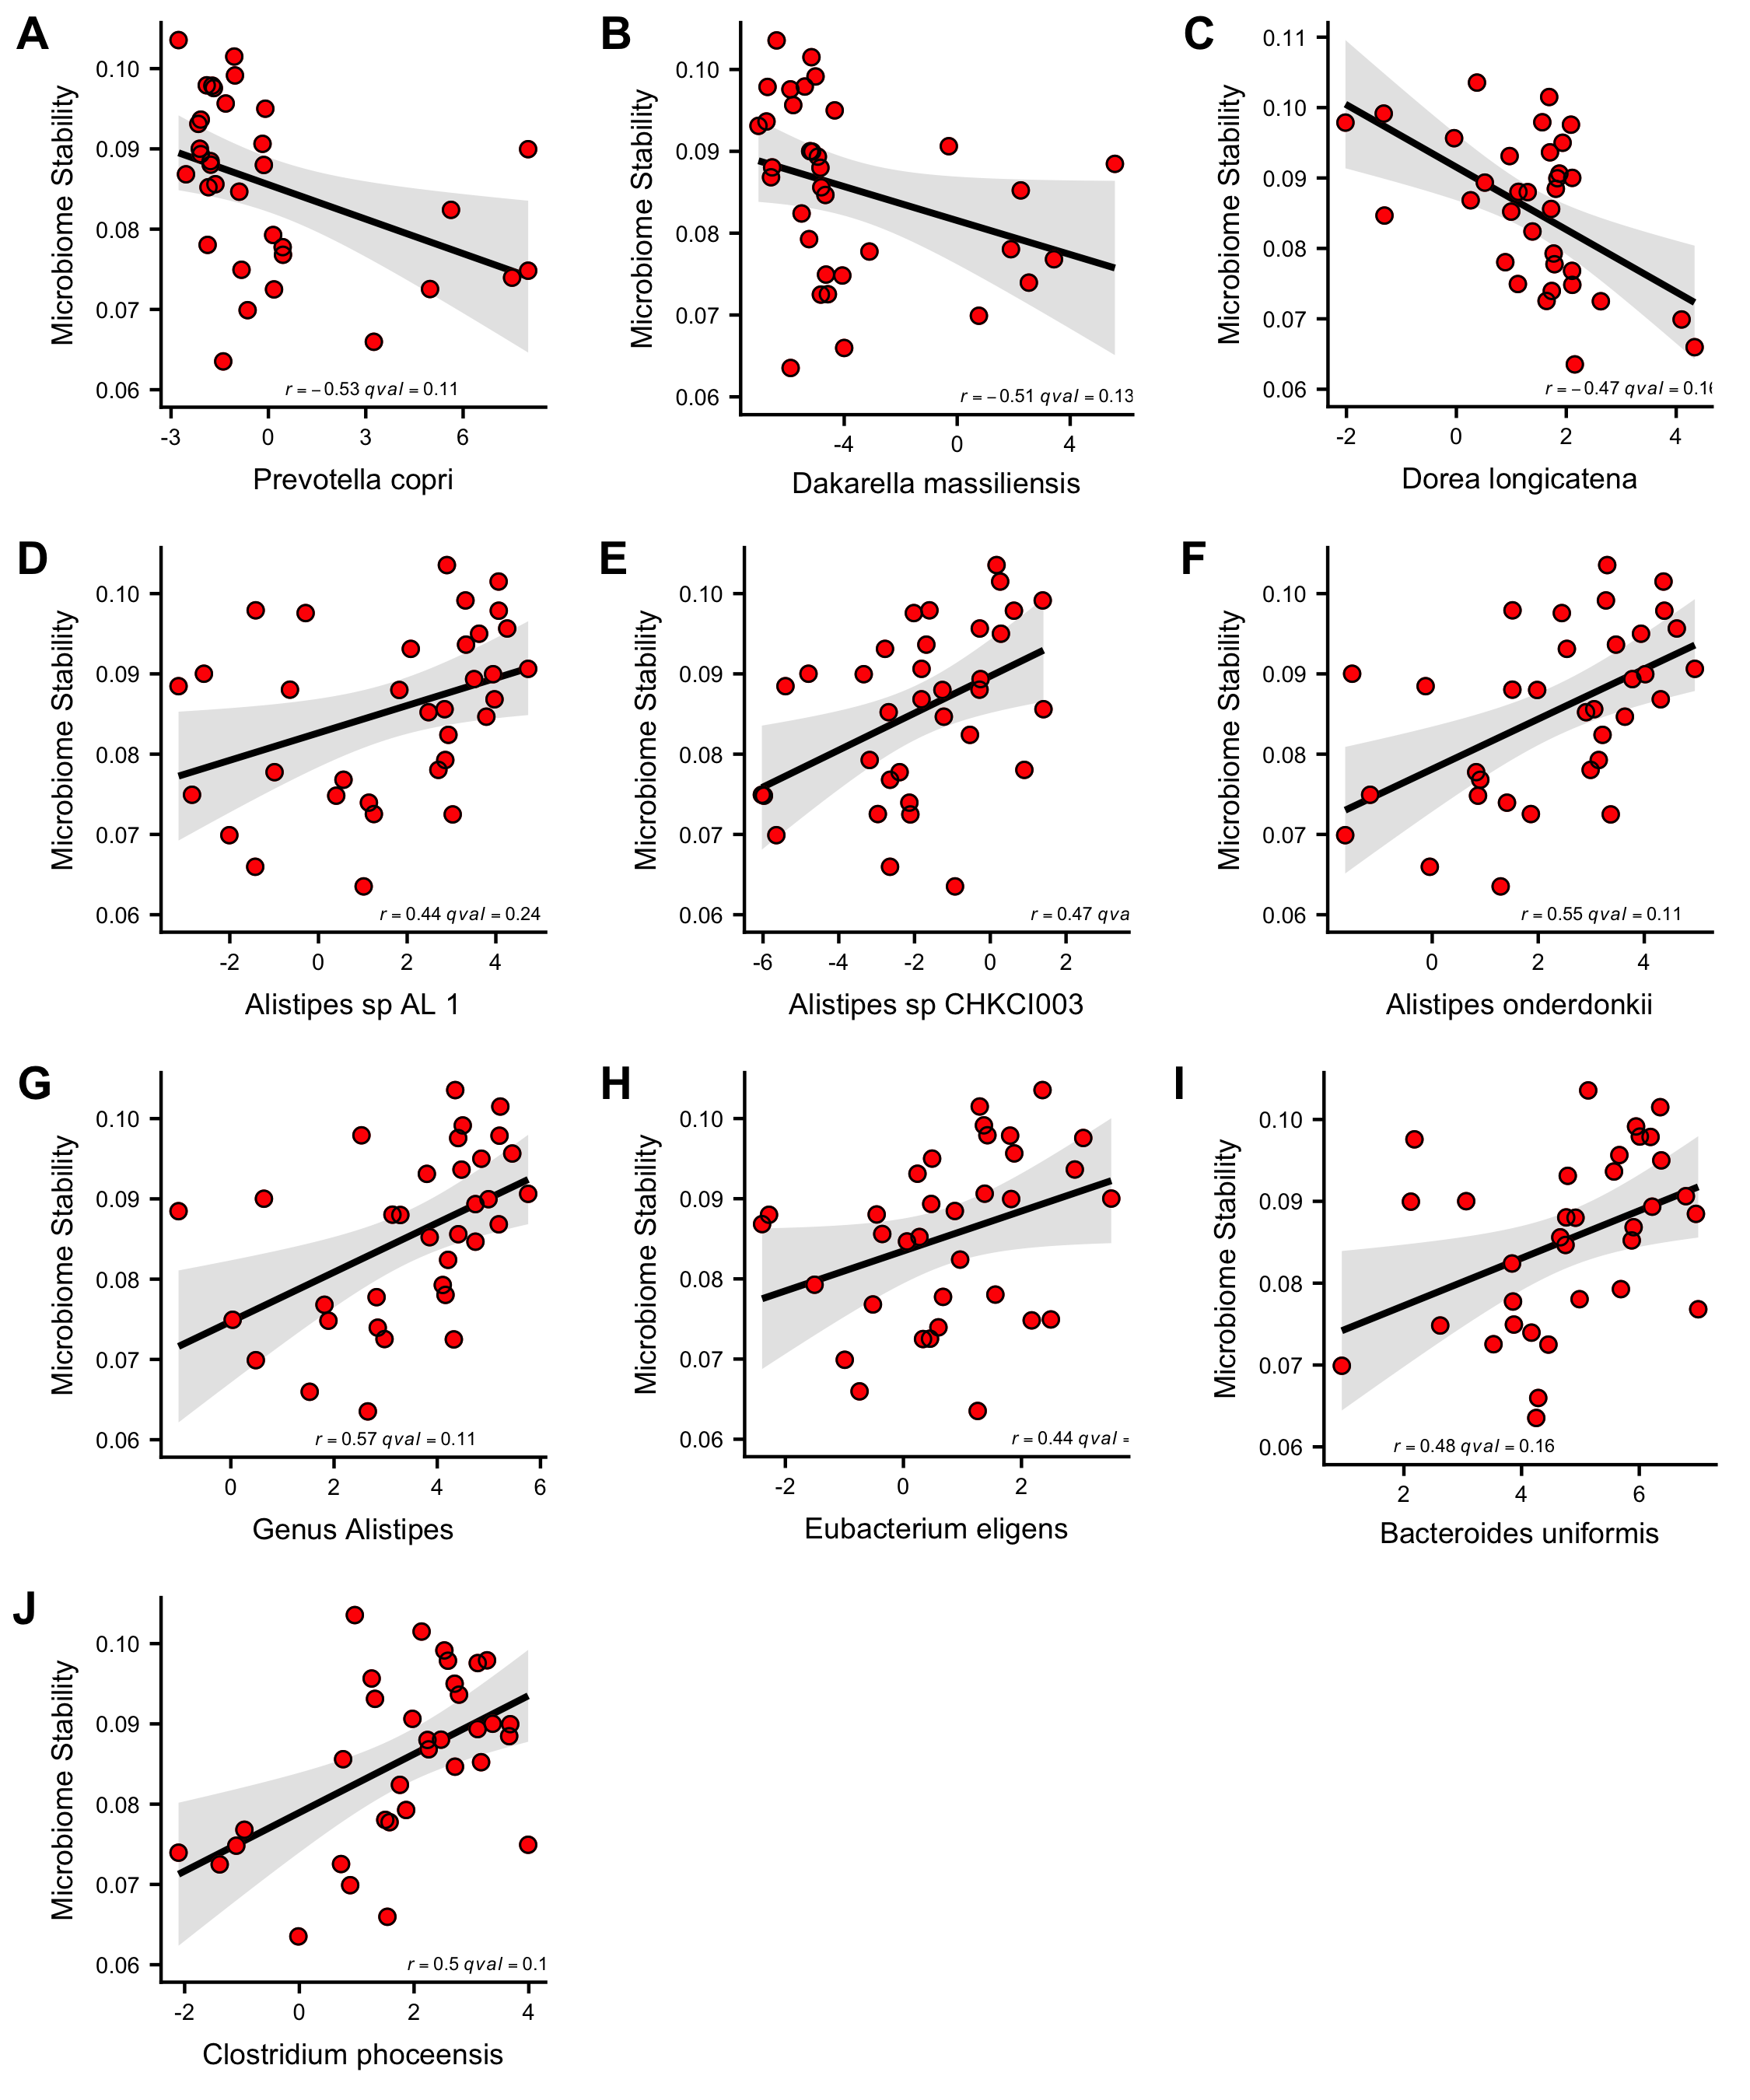 A
Microbiome Stability
0.10
0.09
0.08
0.07
0.06
r = − 0.53 qval = 0.11
-3 0 3 6
Prevotella copri
B
Microbiome Stability
0.10
0.09
0.08
0.07
0.06
r = − 0.51 qval = 0.13
-4 0 4
Dakarella massiliensis
C
Microbiome Stability
0.11
0.10
0.09
0.08
0.07
0.06
r = − 0.47 qval = 0.16
-2 0 2 4
Dorea longicatena
D
Microbiome Stability
0.10
0.09
0.08
0.07
0.06
r = 0.44 qval = 0.24
-2 0 2 4
Alistipes sp AL 1
E
Microbiome Stability
0.10
0.09
0.08
0.07
0.06
r = 0.47 qva
-6 -4 -2 0 2
Alistipes sp CHKCI003
F
Microbiome Stability
0.10
0.09
0.08
0.07
0.06
r = 0.55 qval = 0.11
0 2 4
Alistipes onderdonkii
G
Microbiome Stability
0.10
0.09
0.08
0.07
0.06
r = 0.57 qval = 0.11
0 2 4 6
Genus Alistipes
H
Microbiome Stability
0.10
0.09
0.08
0.07
0.06
r = 0.44 qval =
-2 0 2
Eubacterium eligens
I
Microbiome Stability
0.10
0.09
0.08
0.07
0.06
r = 0.48 qval = 0.16
2 4 6
Bacteroides uniformis
J
Microbiome Stability
0.10
0.09
0.08
0.07
0.06
r = 0.5 qval = 0.1
-2 0 2 4
Clostridium phoceensis